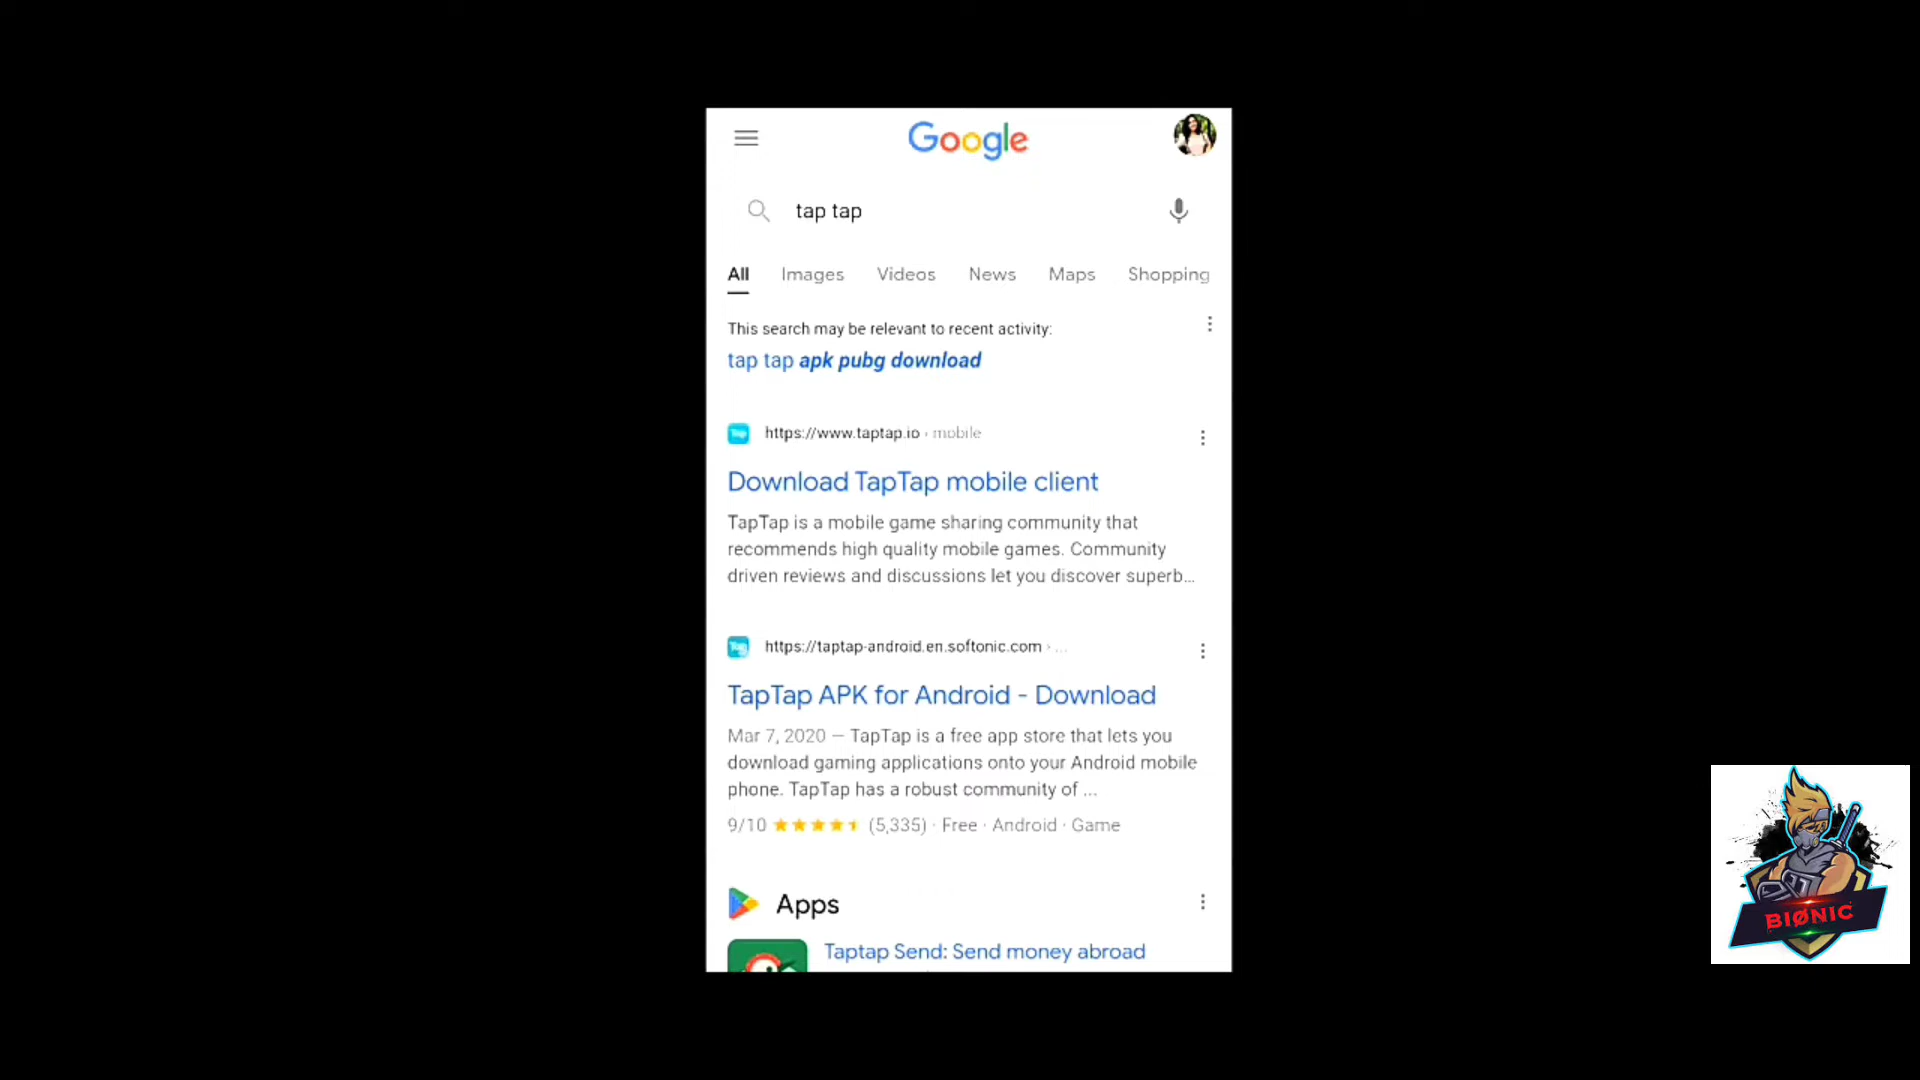 Google
tap tap
All Images Videos News Maps Shopping
This search may be relevant to recent activity:
tap tap apk pubg download
https://www.taptap.io › mobile
Download TapTap mobile client
TapTap is a mobile game sharing community that
recommends high quality mobile games. Community
driven reviews and discussions let you discover superb...
https://taptap-android.en.softonic.com › ...
TapTap APK for Android - Download
Mar 7, 2020 — TapTap is a free app store that lets you
download gaming applications onto your Android mobile
phone. TapTap has a robust community of ...
9/10 (5,335) · Free · Android · Game
Apps
Taptap Send: Send money abroad
BIØNIC